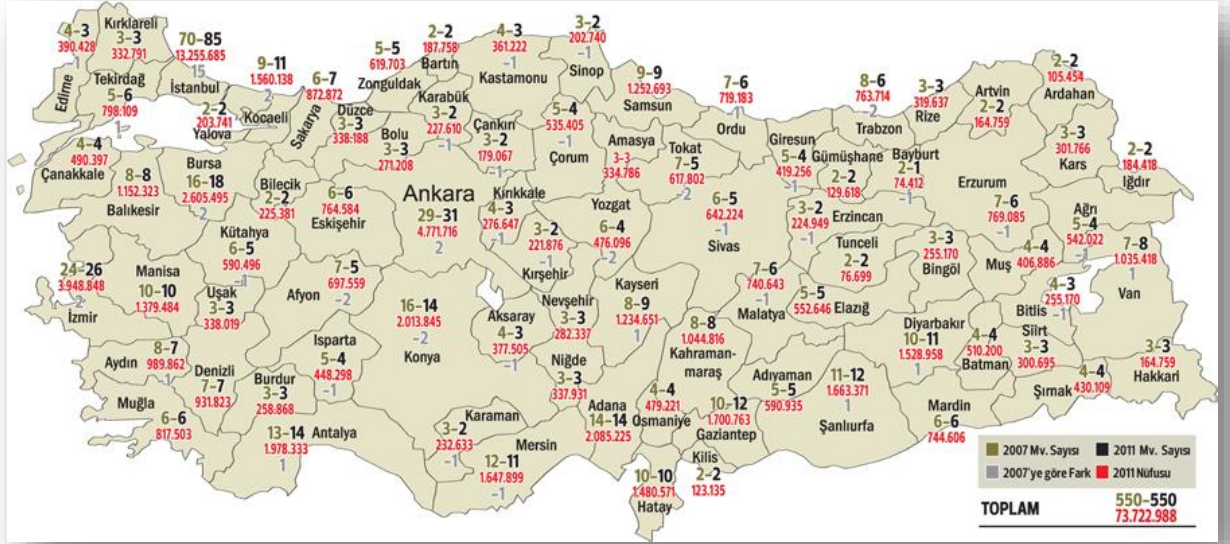 Kırklareli
4-3
390.428
-1
Edirne
3-3
332.791
Tekirdağ
5-6
798.109
1
70-85
13.255.685
15
İstanbul
9-11
1.560.138
2
Kocaeli
2-2
203.741
Yalova
6-7
872.872
Sakarya
Düzce
3-3
338.188
5-5
619.703
Zonguldak
2-2
187.758
Bartın
Karabük
3-2
227.610
-1
4-3
361.222
-1
Kastamonu
3-2
202.740
-1
Sinop
9-9
1.252.693
Samsun
7-6
719.183
-1
Ordu
8-6
763.714
-2
Trabzon
3-3
319.637
Rize
Artvin
2-2
164.759
2-2
105.454
Ardahan
4-4
490.397
Çanakkale
8-8
1.152.323
Balıkesir
Bursa
16-18
2.605.495
2
Bilecik
2-2
225.381
6-6
764.584
Eskişehir
Bolu
3-3
271.208
Çankırı
3-2
179.067
-1
5-4
535.405
-1
Çorum
Amasya
3-3
334.786
Tokat
7-5
617.802
-2
Giresun
5-4
419.256
-1
Gümüşhane
2-2
129.618
Bayburt
2-1
74.412
-1
Erzurum
7-6
769.085
-1
3-3
301.766
Kars
2-2
184.418
Iğdır
Ankara
29-31
4.771.716
2
Kırıkkale
4-3
276.647
-1
Yozgat
6-4
476.096
-2
3-2
221.876
-1
Kırşehir
6-5
642.224
-1
Sivas
3-2
224.949
-1
Erzincan
Tunceli
2-2
76.699
3-3
255.170
Bingöl
4-4
406.886
Muş
Ağrı
5-4
542.022
-1
7-8
1.035.418
1
Van
Kütahya
6-5
590.496
-1
24-26
3.948.848
2
İzmir
Manisa
10-10
1.379.484
Uşak
3-3
338.019
7-5
697.559
-2
Afyon
16-14
2.013.845
-2
Konya
Aksaray
4-3
377.505
-1
Nevşehir
3-3
282.337
Kayseri
8-9
1.234.651
1
7-6
740.643
-1
Malatya
5-5
552.646
Elazığ
Diyarbakır
10-11
1.528.958
1
4-3
255.170
-1
Bitlis
4-4
510.200
Batman
Siirt
3-3
300.695
3-3
164.759
Hakkari
4-4
430.109
Şırnak
8-7
989.862
-1
Aydın
Denizli
7-7
931.823
Isparta
5-4
448.298
-1
Burdur
3-3
258.868
Muğla
6-6
817.503
13-14
1.978.333
1
Antalya
Karaman
3-2
232.633
-1
Mersin
12-11
1.647.899
-1
Niğde
3-3
337.931
Adana
14-14
2.085.225
8-8
1.044.816
Kahraman-
maraş
4-4
479.221
Osmaniye
10-12
1.700.763
Gaziantep
Kilis
2-2
123.135
10-10
1.480.571
Hatay
Adıyaman
5-5
590.935
11-12
1.663.371
1
Şanlıurfa
Mardin
6-6
744.606
2007 Mv. Sayısı
2011 Mv. Sayısı
2007'ye göre Fark
2011 Nüfusu
TOPLAM
550-550
73.722.988